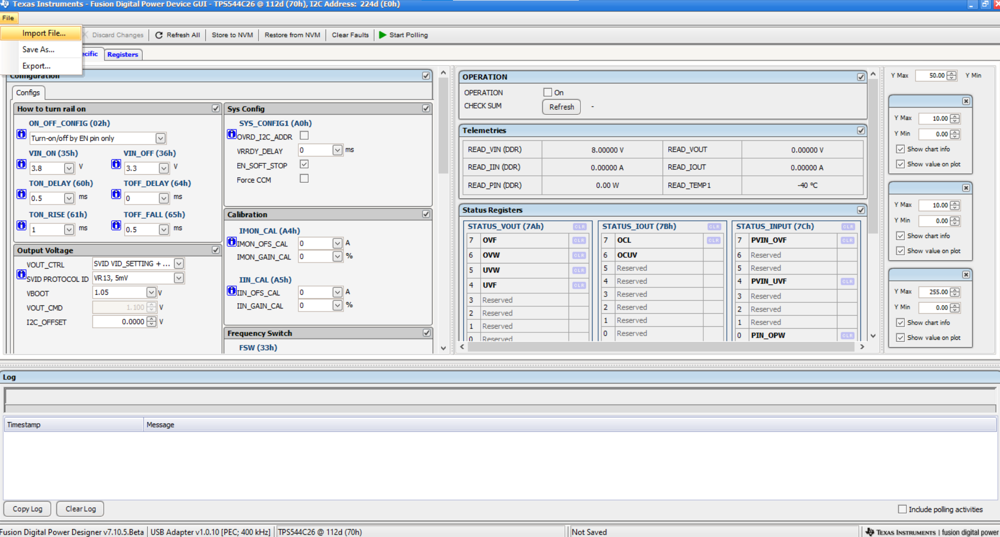 Texas Instruments - Fusion Digital Power Device GUI - TPS544C26 @ 112d (70h), I2C Address: 224d (E0h)
File
Import File...
Save As...
Export...
Discard Changes
Refresh All
Store to NVM
Restore from NVM
Clear Faults
Start Polling
ecific
Registers
Configuration
Configs
How to turn rail on
ON_OFF_CONFIG (02h)
Turn-on/off by EN pin only
VIN_ON (35h)
VIN_OFF (36h)
3.8 V
3.3 V
TON_DELAY (60h)
TOFF_DELAY (64h)
0.5 ms
0 ms
TON_RISE (61h)
TOFF_FALL (65h)
1 ms
0.5 ms
Output Voltage
VOUT_CTRL SVID VID_SETTING + ...
SVID PROTOCOL ID VR13, 5mV
VBOOT 1.05 V
VOUT_CMD 1.100 V
I2C_OFFSET 0.0000 V
Sys Config
SYS_CONFIG1 (A0h)
OVRD_I2C_ADDR
VRRDY_DELAY 0 ms
EN_SOFT_STOP
Force CCM
Calibration
IMON_CAL (A4h)
IMON_OFS_CAL 0 A
IMON_GAIN_CAL 0 %
IIN_CAL (A5h)
IIN_OFS_CAL 0 A
IIN_GAIN_CAL 0 %
Frequency Switch
FSW (33h)
OPERATION
OPERATION On
CHECK SUM Refresh -
Telemetries
READ_VIN (DDR) 8.00000 V READ_VOUT 0.00000 V
READ_IIN (DDR) 0.00000 A READ_IOUT 0.00000 A
READ_PIN (DDR) 0.00 W READ_TEMP1 -40 °C
Status Registers
STATUS_VOUT (7Ah) CLR
7 OVF CLR
6 OVW CLR
5 UVW CLR
4 UVF CLR
3 Reserved
2 Reserved
1 Reserved
0 Reserved
STATUS_IOUT (7Bh) CLR
7 OCL CLR
6 OCUV
5 Reserved
4 Reserved
3 Reserved
2 Reserved
1 Reserved
0 Reserved
STATUS_INPUT (7Ch) CLR
7 PVIN_OVF CLR
6 Reserved
5 Reserved
4 PVIN_UVF CLR
3 Reserved
2 Reserved
1 Reserved
0 PIN_OPW CLR
Y Max 50.00 Y Min
Y Max 10.00
Y Min 0.00
Show chart info
Show value on plot
Y Max 10.00
Y Min 0.00
Show chart info
Show value on plot
Y Max 255.00
Y Min 0.00
Show chart info
Show value on plot
Log
Timestamp Message
Copy Log
Clear Log
Include polling activities
Fusion Digital Power Designer v7.10.5.Beta
USB Adapter v1.0.10 [PEC; 400 kHz]
TPS544C26 @ 112d (70h)
Not Saved
TEXAS INSTRUMENTS | fusion digital power